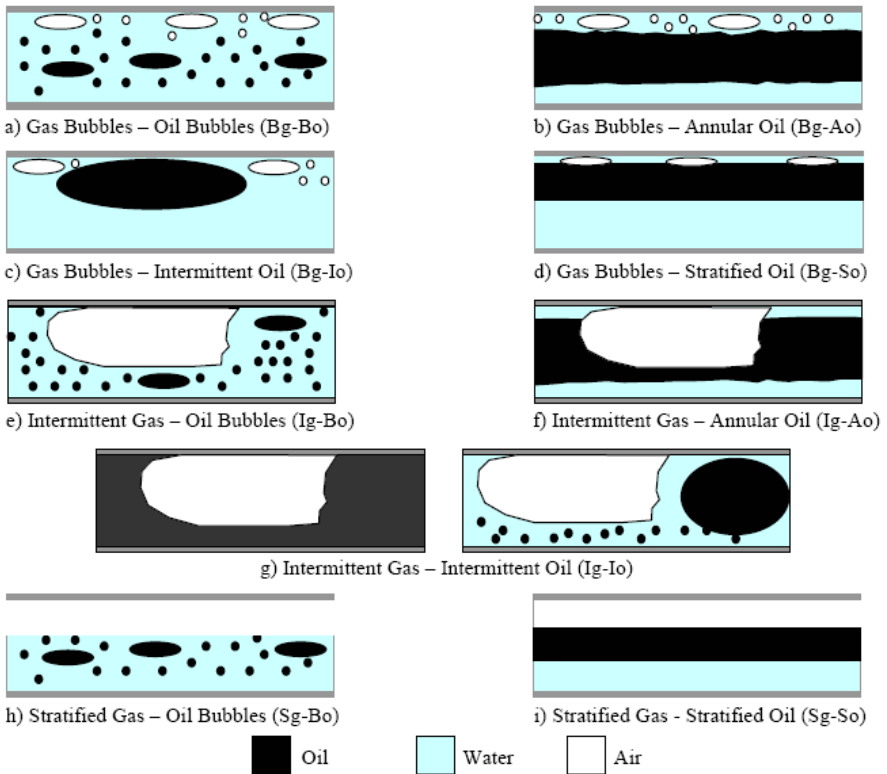 a) Gas Bubbles – Oil Bubbles (Bg-Bo)
b) Gas Bubbles – Annular Oil (Bg-Ao)
c) Gas Bubbles – Intermittent Oil (Bg-Io)
d) Gas Bubbles – Stratified Oil (Bg-So)
e) Intermittent Gas – Oil Bubbles (Ig-Bo)
f) Intermittent Gas – Annular Oil (Ig-Ao)
g) Intermittent Gas – Intermittent Oil (Ig-Io)
h) Stratified Gas – Oil Bubbles (Sg-Bo)
i) Stratified Gas - Stratified Oil (Sg-So)
Oil Water Air